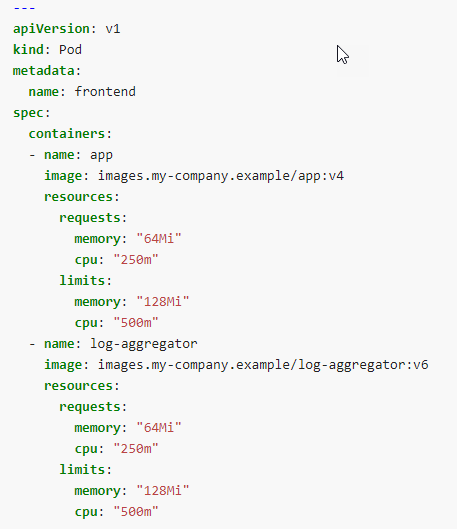 ---
apiVersion: v1
kind: Pod
metadata:
  name: frontend
spec:
  containers:
  - name: app
    image: images.my-company.example/app:v4
    resources:
      requests:
        memory: "64Mi"
        cpu: "250m"
      limits:
        memory: "128Mi"
        cpu: "500m"
  - name: log-aggregator
    image: images.my-company.example/log-aggregator:v6
    resources:
      requests:
        memory: "64Mi"
        cpu: "250m"
      limits:
        memory: "128Mi"
        cpu: "500m"